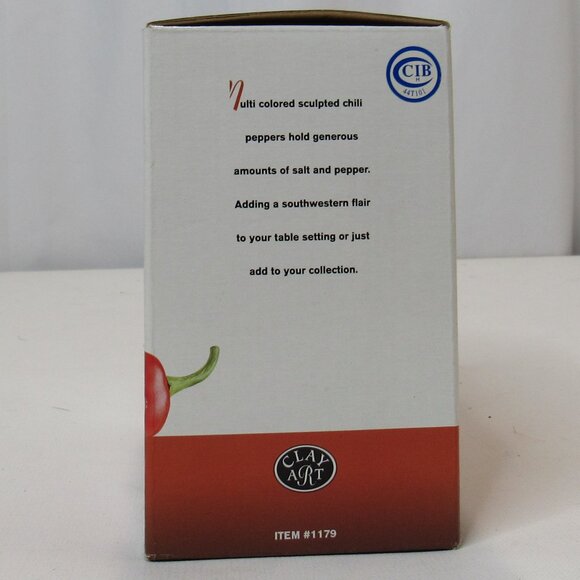 Multi colored sculpted chili
peppers hold generous
amounts of salt and pepper.
Adding a southwestern flair
to your table setting or just
add to your collection.
CIB
H
44T101
CLAY
ART
ITEM #1179